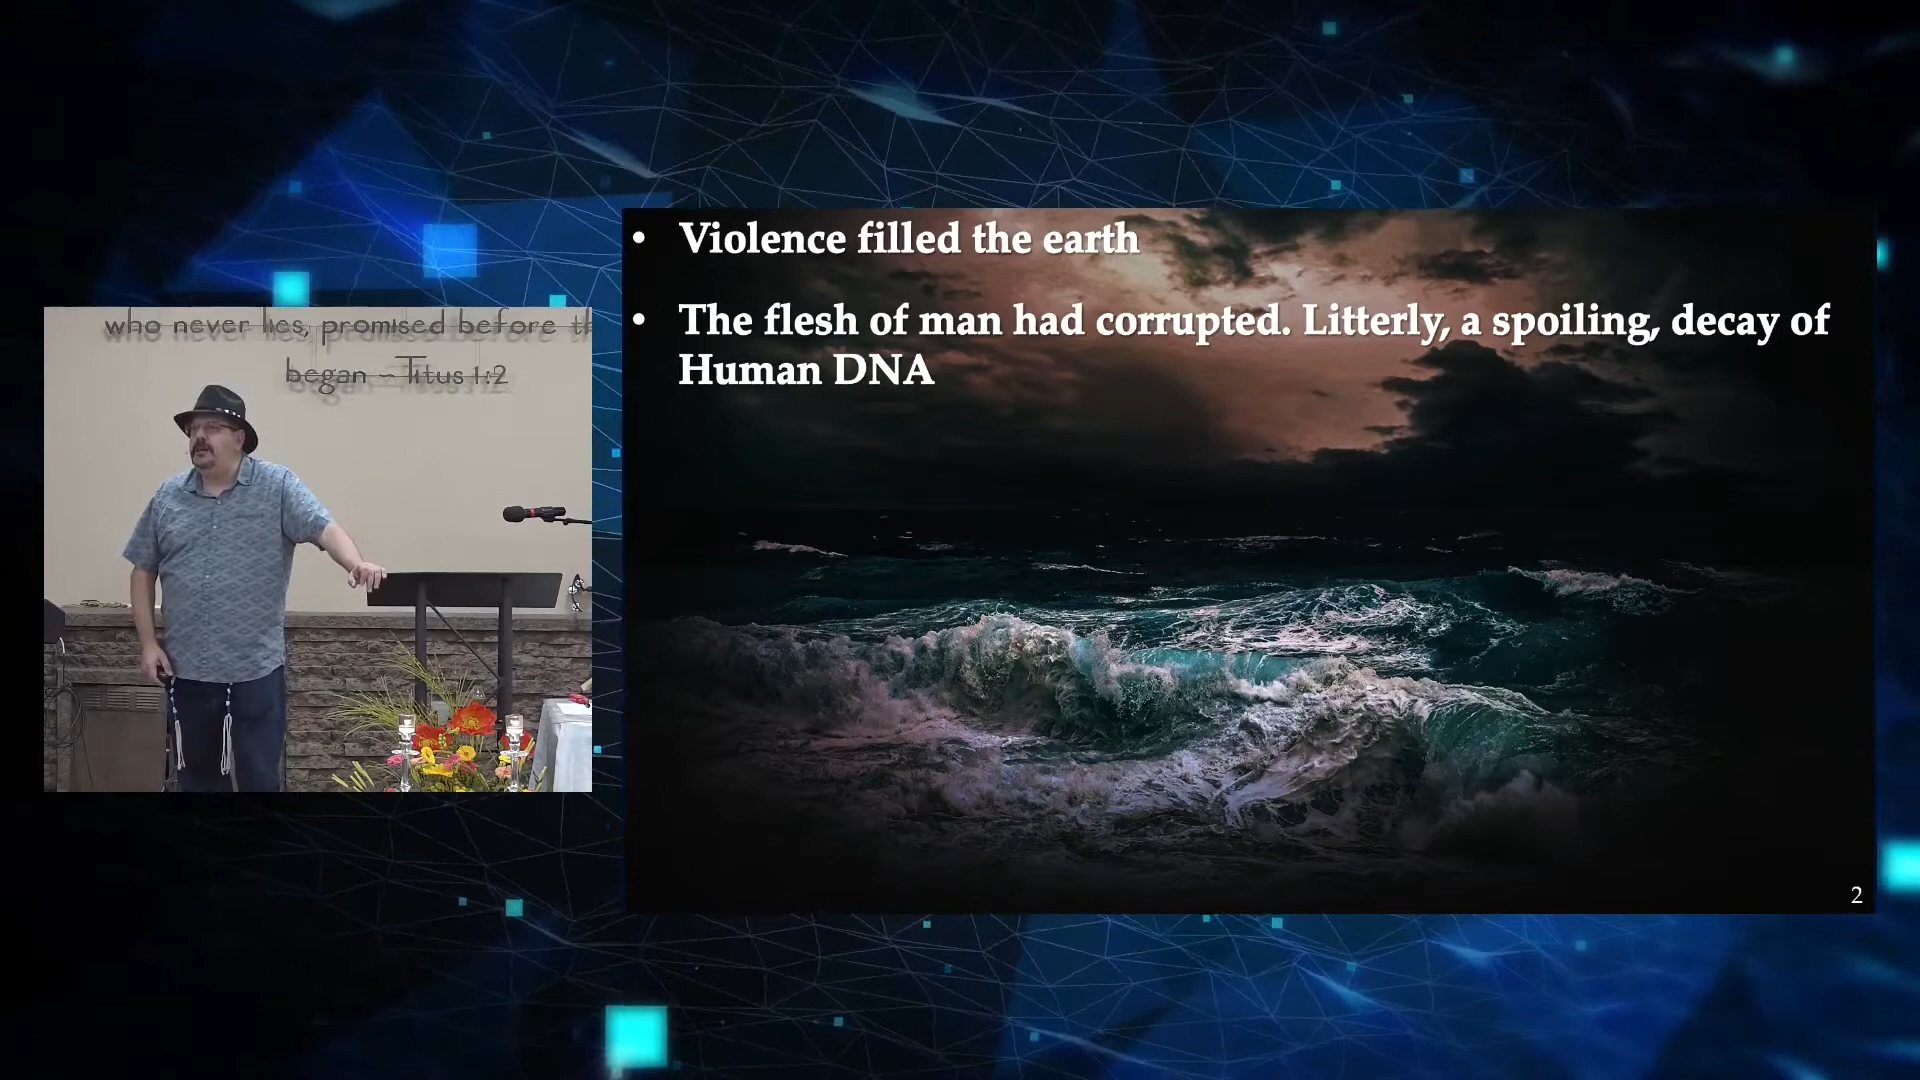 who never lies, promised before th
began ~ Titus 1:2
• Violence filled the earth
• The flesh of man had corrupted. Litterly, a spoiling, decay of
Human DNA
2